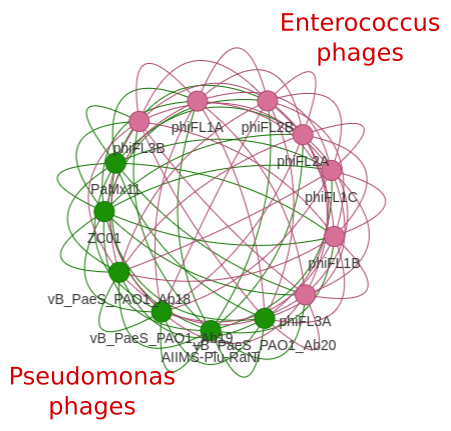 Enterococcus
phages
phiFL1A
phiFL2B
phiFL3B
phiFL2A
PaMx11
phiFL1C
ZC01
phiFL1B
vB_PaeS_PAO1_Ab18
phiFL3A
vB_PaeS_PAO1_Ab19
vB_PaeS_PAO1_Ab20
AIIMS-Plu-RaNi
Pseudomonas
phages